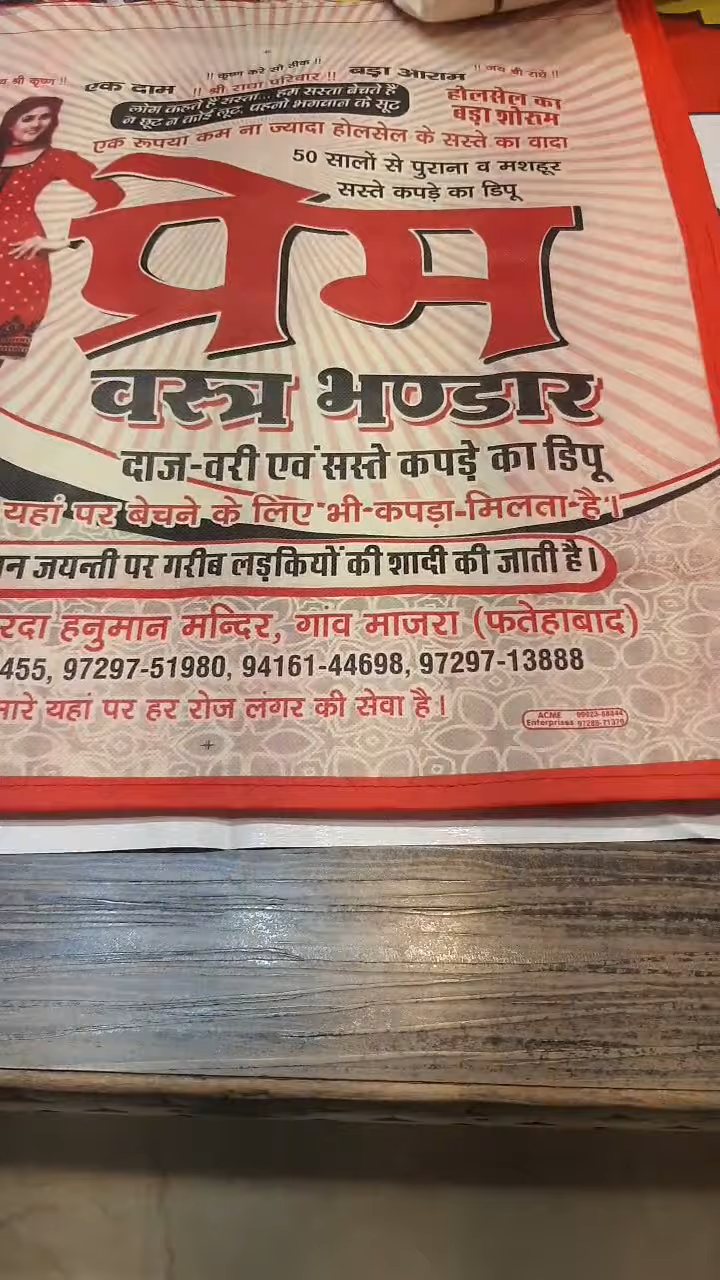 श्री कृष्ण !! !! कृष्ण करे सो ठीक !! !! जय श्री राधे !!
एक दाम !! श्री राधा परिवार !! बड़ा आराम
लोग कहते हैं सस्ता... हम सस्ता बेचते हैं
न छूट न कोई लूट, पहनो भगवान के सूट
होलसेल का
बड़ा शोरूम
एक रूपया कम ना ज्यादा होलसेल के सस्ते का वादा
50 सालों से पुराना व मशहूर
सस्ते कपड़े का डिपू
प्रेम
वस्त्र भण्डार
दाज-वरी एवं सस्ते कपड़े का डिपू
यहां पर बेचने के लिए भी कपड़ा मिलता है।
न जयन्ती पर गरीब लड़कियों की शादी की जाती है।
रदा हनुमान मन्दिर, गांव माजरा (फतेहाबाद)
455, 97297-51980, 94161-44698, 97297-13888
मारे यहां पर हर रोज लंगर की सेवा है।
ACME
Enterprises